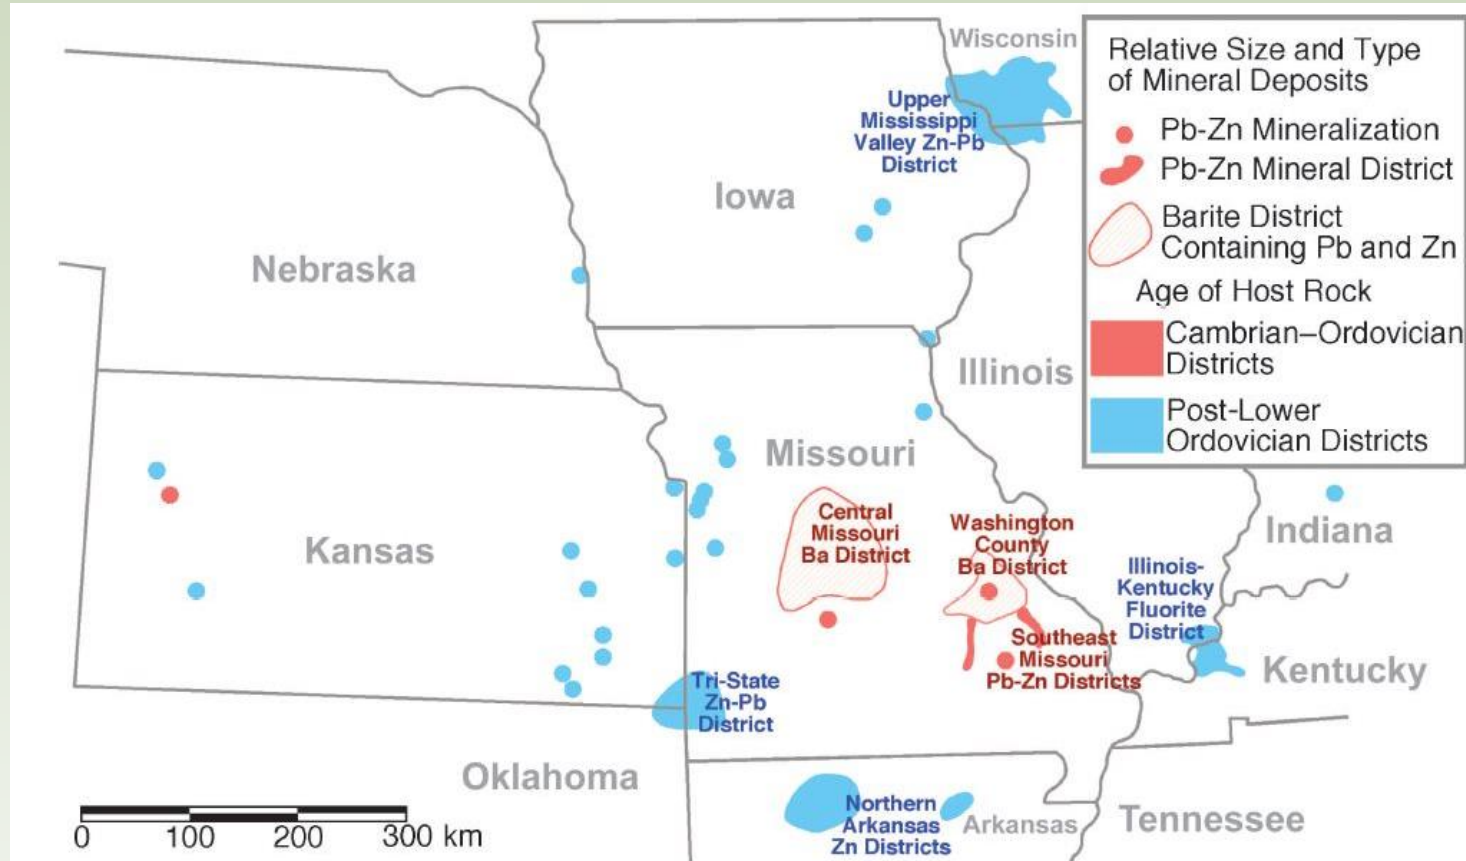 Wisconsin
Upper
Mississippi
Valley Zn-Pb
District
Iowa
Nebraska
Illinois
Missouri
Kansas
Central
Missouri
Ba District
Washington
County
Ba District
Southeast
Missouri
Pb-Zn Districts
Illinois-
Kentucky
Fluorite
District
Indiana
Kentucky
Tri-State
Zn-Pb
District
Oklahoma
Northern
Arkansas
Zn Districts
Arkansas
Tennessee
0 100 200 300 km
Relative Size and Type
of Mineral Deposits
Pb-Zn Mineralization
Pb-Zn Mineral District
Barite District
Containing Pb and Zn
Age of Host Rock
Cambrian–Ordovician
Districts
Post-Lower
Ordovician Districts